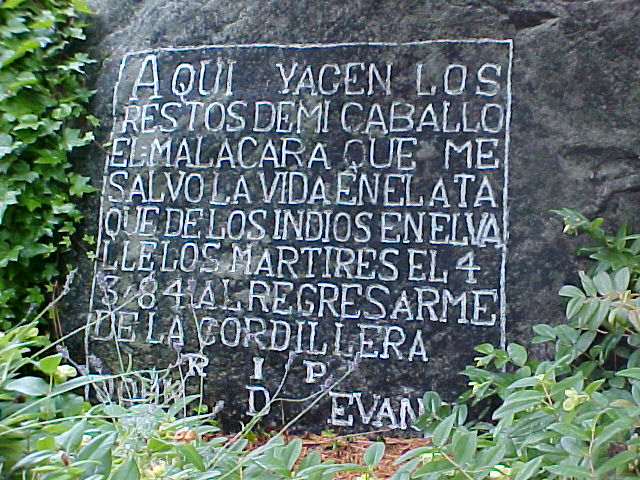 AQUI YACEN LOS
RESTOS DE MI CABALLO
EL MALACARA QUE ME
SALVO LA VIDA EN EL ATA
QUE DE LOS INDIOS EN EL VA
LLE LOS MARTIRES EL 4
3-84 AL REGRESARME
DE LA CORDILLERA
R I P
D EVANS